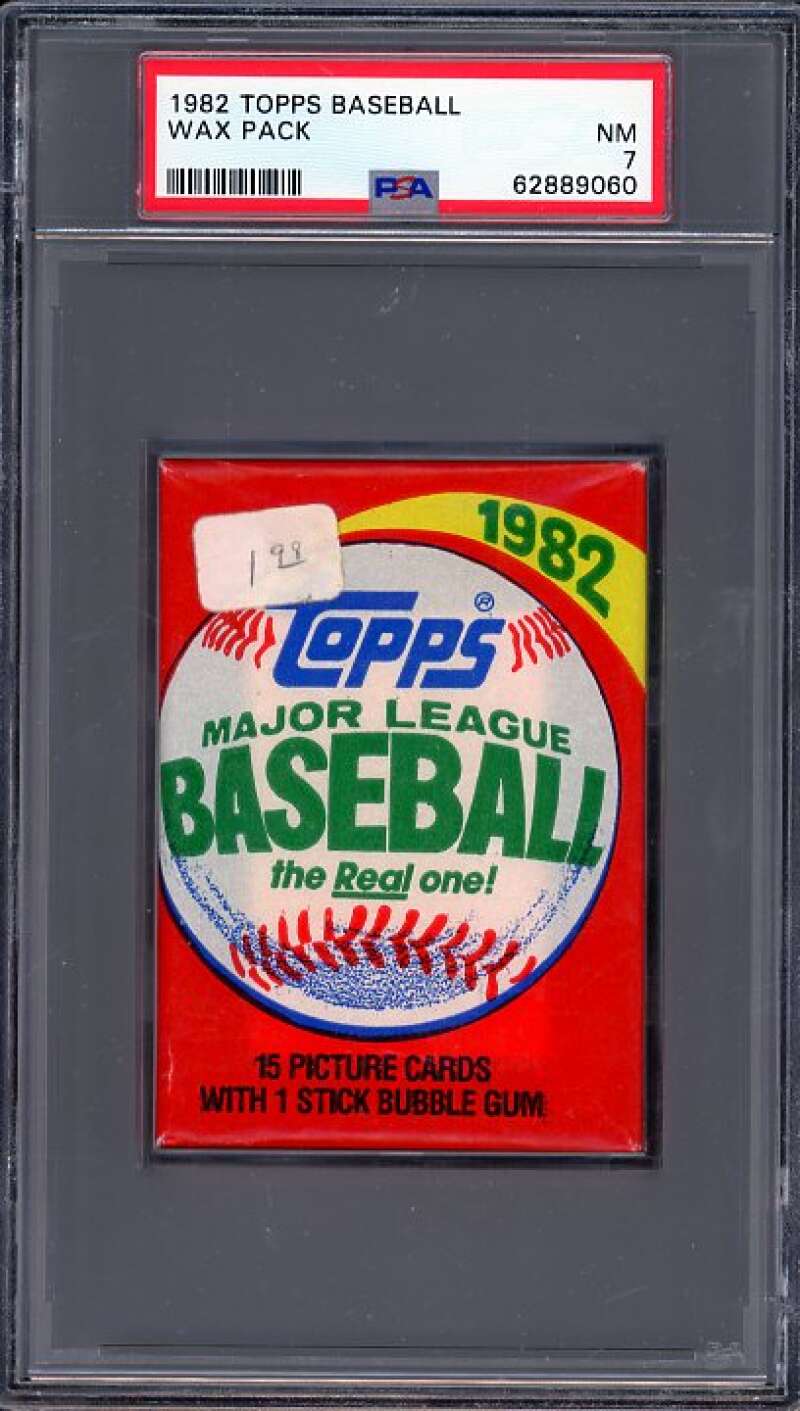 1982 TOPPS BASEBALL
WAX PACK
NM
7
PSA
62889060
1982
1 98
TOPPS ®
MAJOR LEAGUE
BASEBALL
the Real one!
15 PICTURE CARDS
WITH 1 STICK BUBBLE GUM